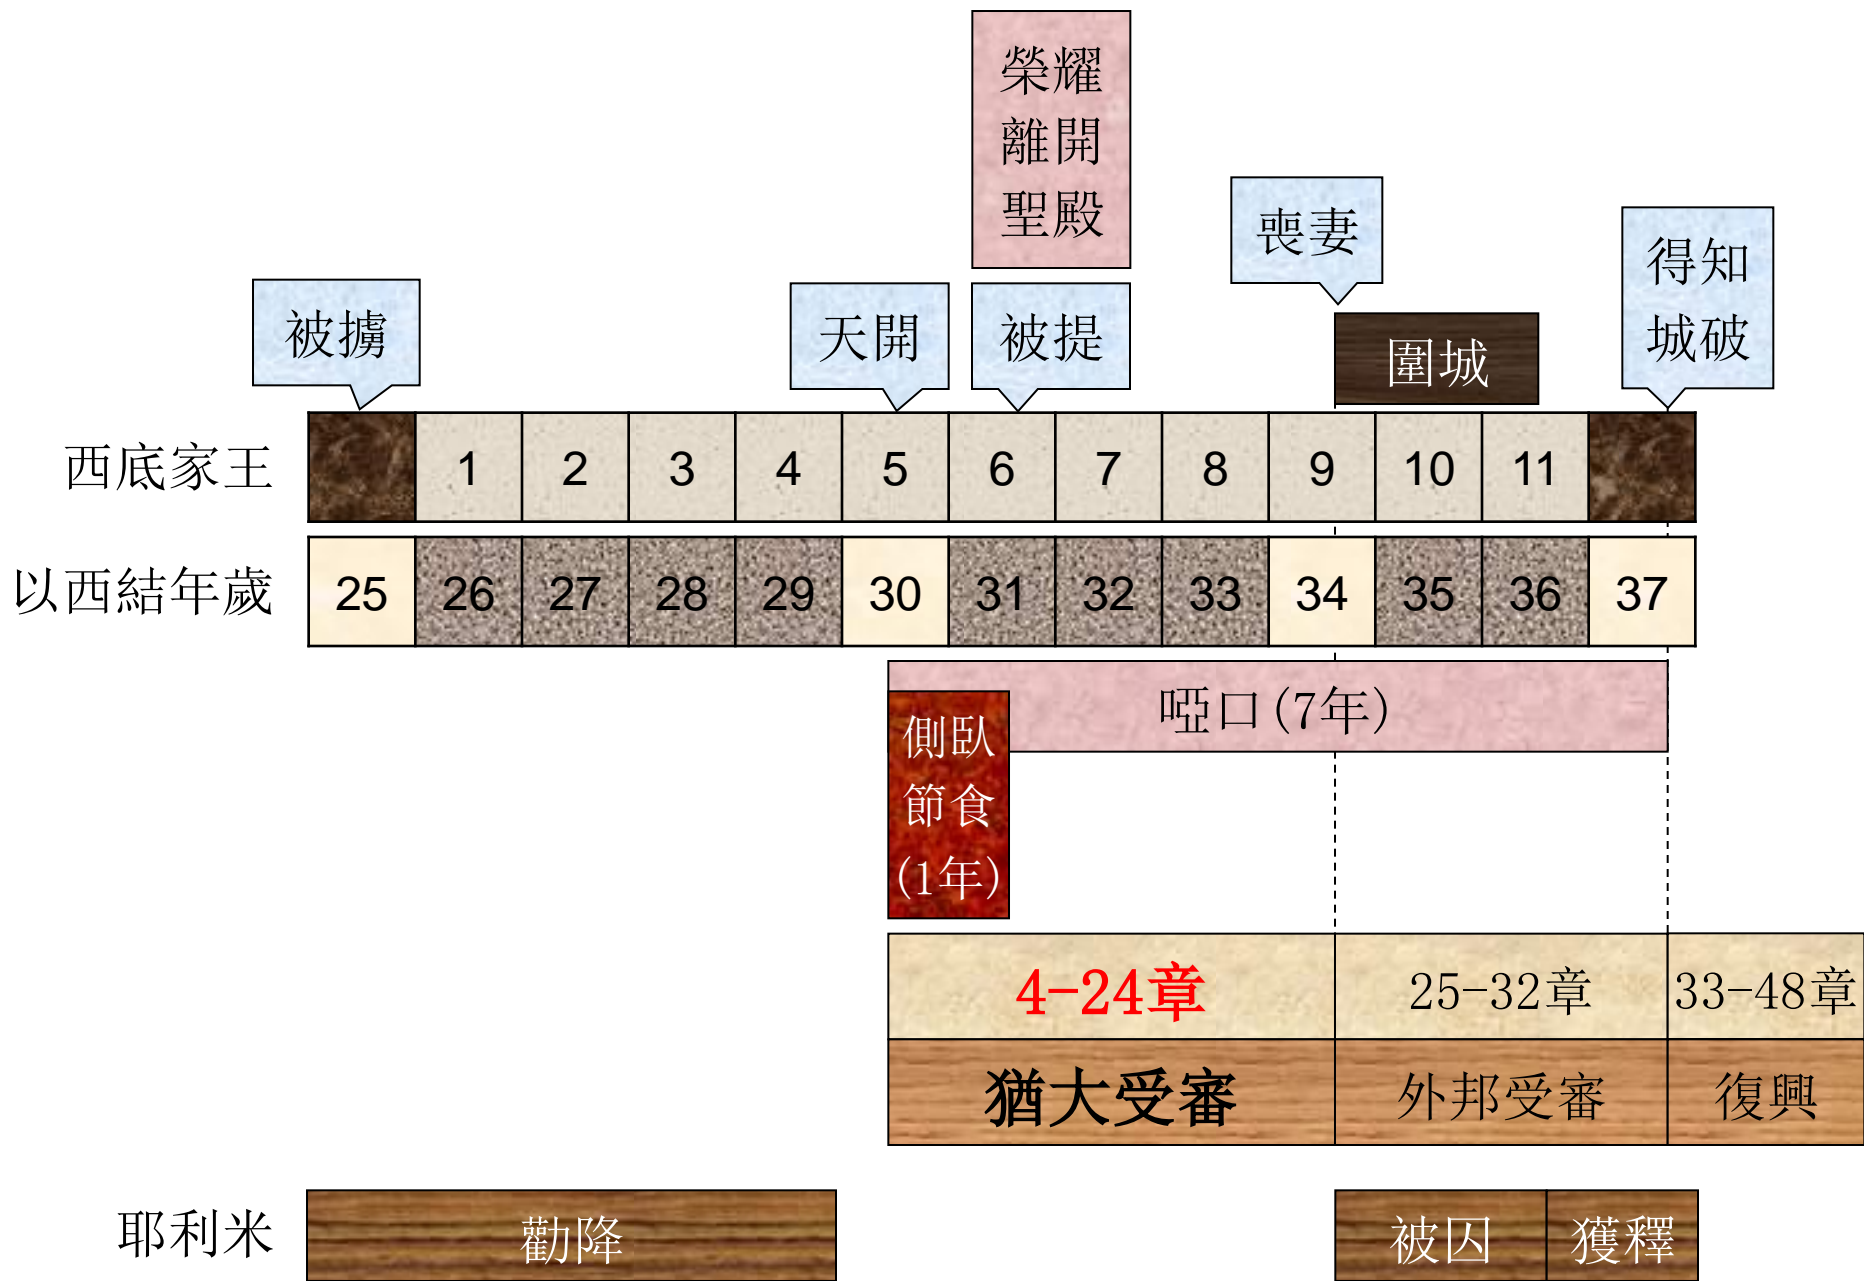 榮耀
離開
聖殿
喪妻
得知
城破
被擄
天開
被提
圍城
西底家王 1 2 3 4 5 6 7 8 9 10 11
以西結年歲 25 26 27 28 29 30 31 32 33 34 35 36 37
啞口(7年)
側臥
節食
(1年)
4-24章 25-32章 33-48章
猶大受審 外邦受審 復興
耶利米 勸降 被囚 獲釋